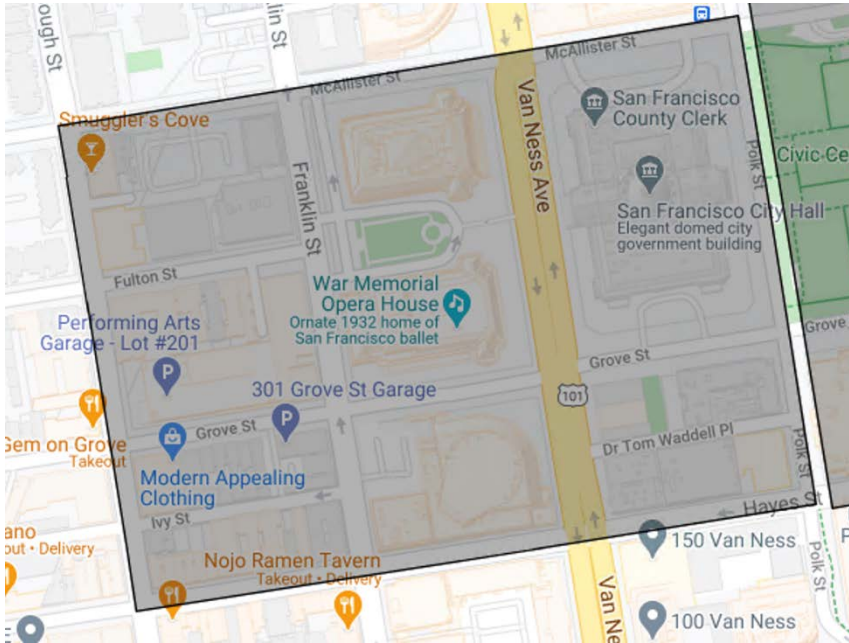 ough St
lin St
McAllister St
McAllister St
Smuggler's Cove
Van Ness Ave
San Francisco
County Clerk
Polk St
Civic Ce
Franklin St
San Francisco City Hall
Elegant domed city
government building
Fulton St
War Memorial
Opera House
Ornate 1932 home of
San Francisco ballet
Performing Arts
Garage - Lot #201
P
Grove
Grove St
301 Grove St Garage
P
101
Gem on Grove
Takeout
Grove St
Modern Appealing
Clothing
Dr Tom Waddell Pl
Polk St
Ivy St
Hayes St
ano
out • Delivery
Nojo Ramen Tavern
Takeout • Delivery
150 Van Ness
P
Polk St
Van Ne
100 Van Ness
E